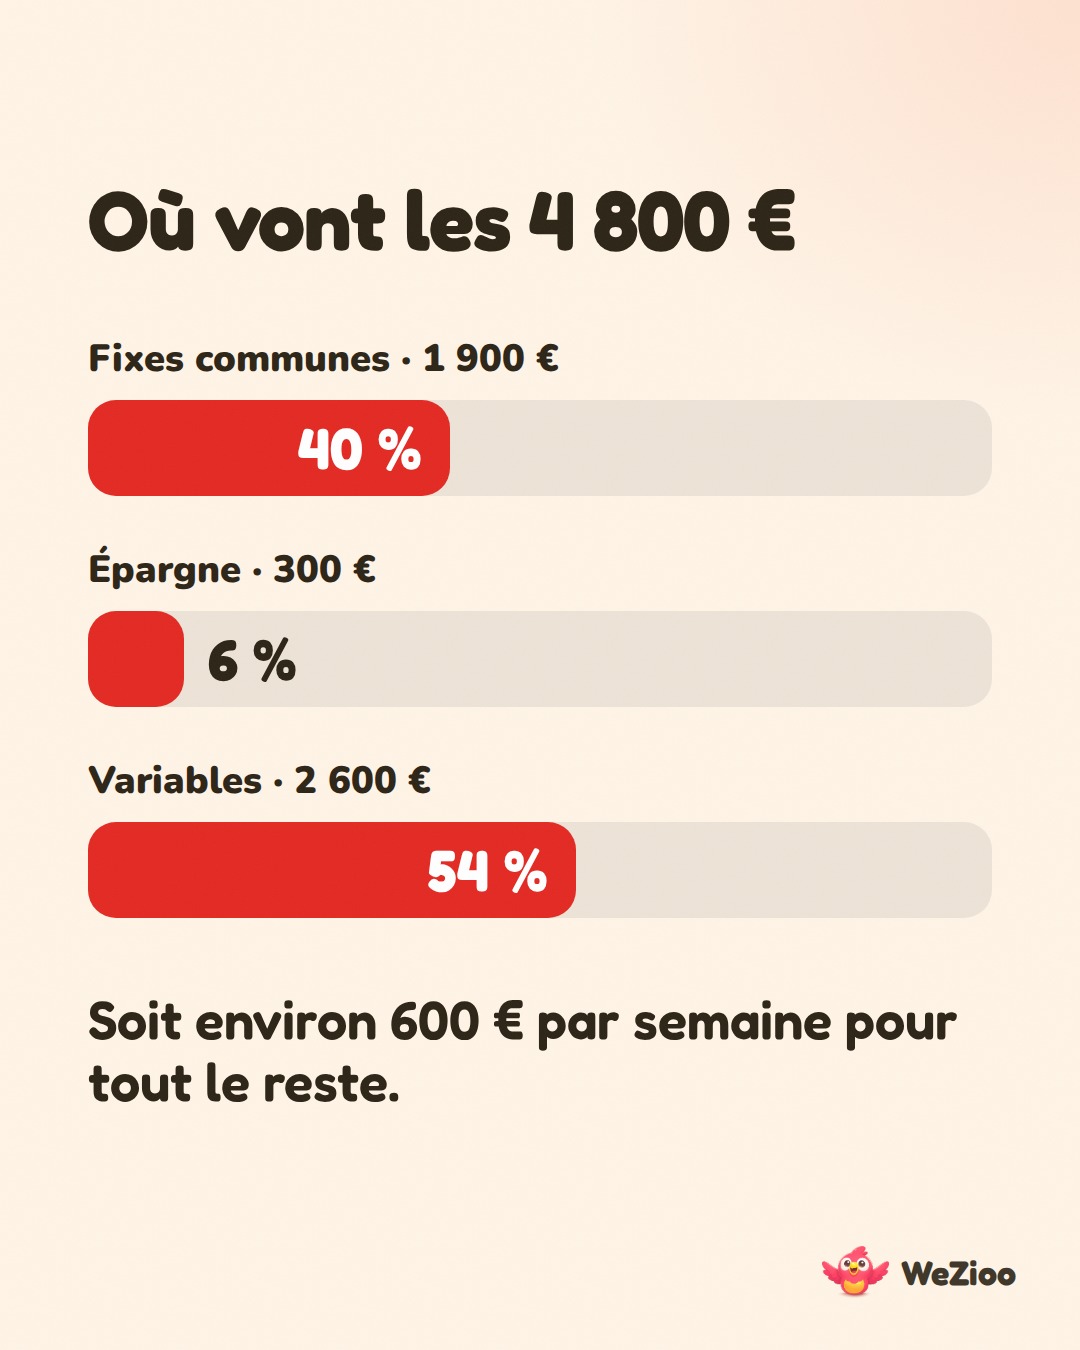 Où vont les 4 800 €
Fixes communes · 1 900 €
40 %
Épargne · 300 €
6 %
Variables · 2 600 €
54 %
Soit environ 600 € par semaine pour
tout le reste.
WeZioo